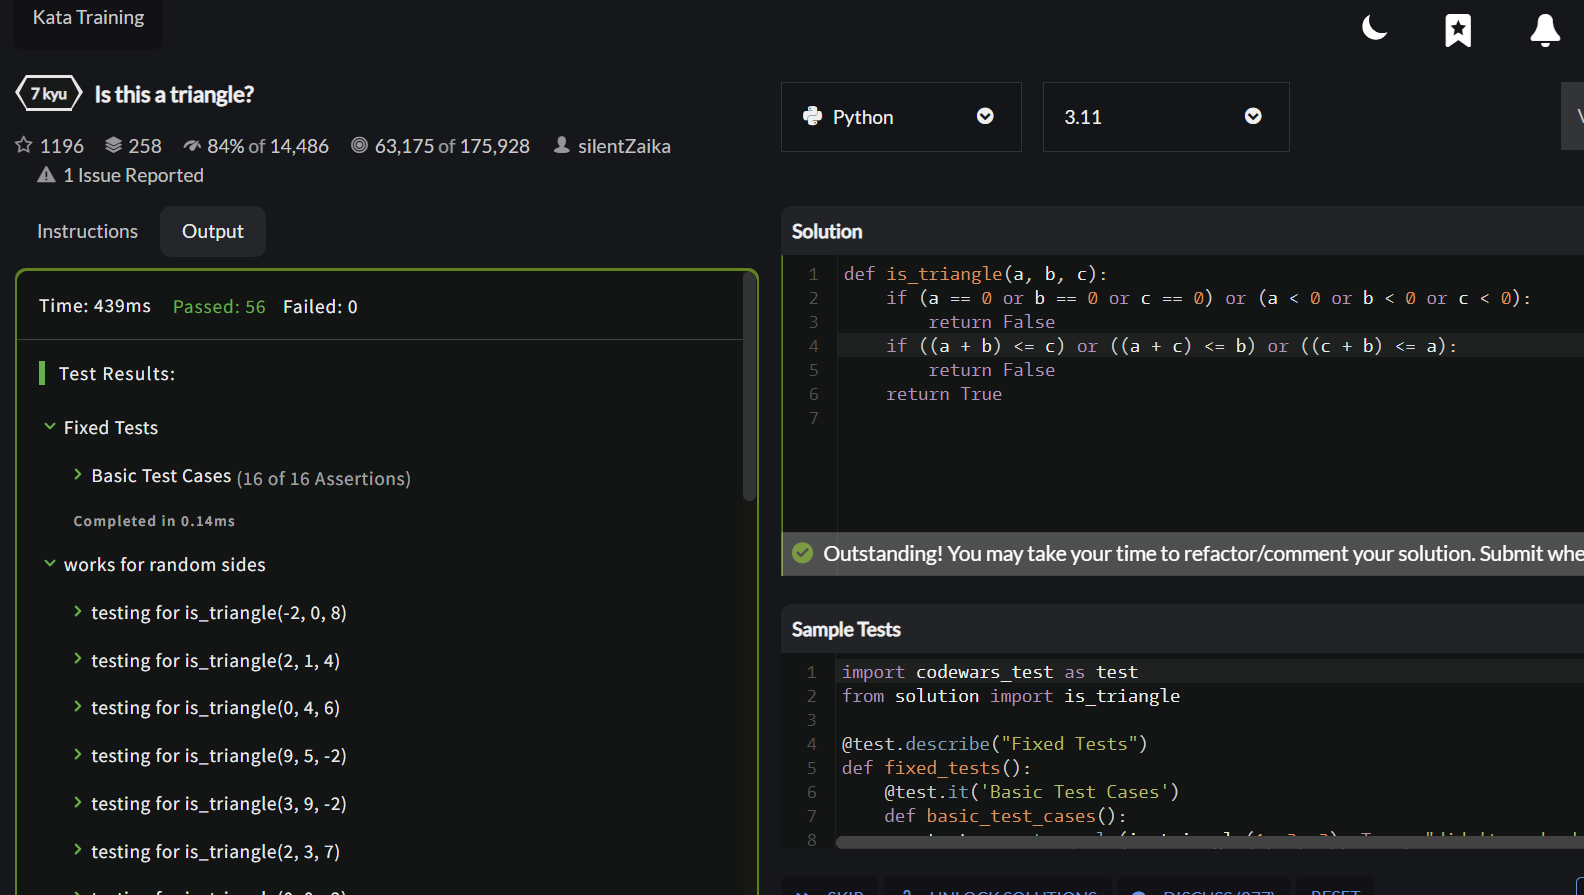 Kata Training
7 kyu Is this a triangle?
1196 258 84% of 14,486 63,175 of 175,928 silentZaika
1 Issue Reported
Instructions Output
Time: 439ms Passed: 56 Failed: 0
Test Results:
Fixed Tests
Basic Test Cases (16 of 16 Assertions)
Completed in 0.14ms
works for random sides
testing for is_triangle(-2, 0, 8)
testing for is_triangle(2, 1, 4)
testing for is_triangle(0, 4, 6)
testing for is_triangle(9, 5, -2)
testing for is_triangle(3, 9, -2)
testing for is_triangle(2, 3, 7)
Python 3.11
Solution
1 def is_triangle(a, b, c):
2 if (a == 0 or b == 0 or c == 0) or (a < 0 or b < 0 or c < 0):
3 return False
4 if ((a + b) <= c) or ((a + c) <= b) or ((c + b) <= a):
5 return False
6 return True
7
Outstanding! You may take your time to refactor/comment your solution. Submit whe
Sample Tests
1 import codewars_test as test
2 from solution import is_triangle
3
4 @test.describe("Fixed Tests")
5 def fixed_tests():
6 @test.it('Basic Test Cases')
7 def basic_test_cases():
8
SKIP UNLOCK SOLUTIONS DISCUSS (277) RESET